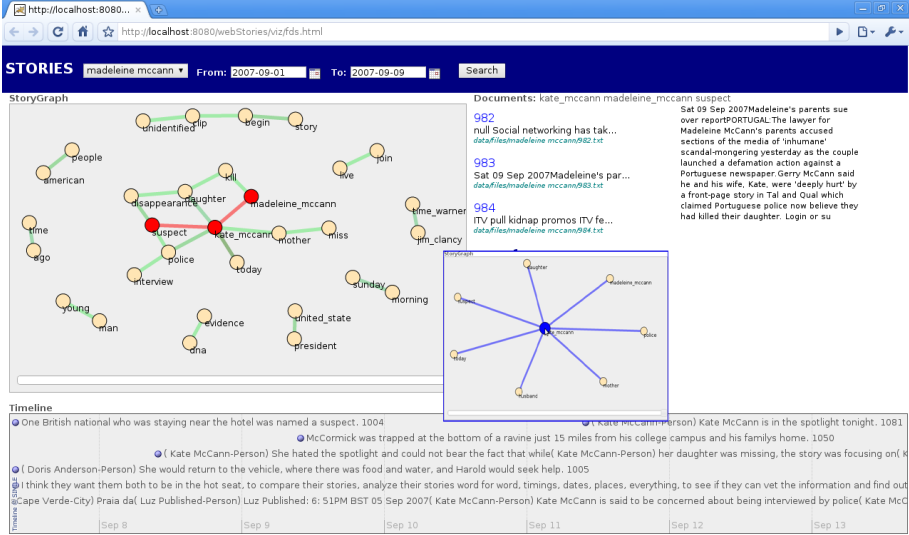 http://localhost:8080...
http://localhost:8080/webStories/viz/fds.html
STORIES
madeleine mccann
From: 2007-09-01
To: 2007-09-09
Search
StoryGraph
unidentified
clip
begin
story
people
american
join
live
kill
disappearance
daughter
madeleine_mccann
time
ago
suspect
kate_mccann
mother
miss
time_warner
jim_clancy
police
today
interview
sunday
morning
young
man
evidence
dna
united_state
president
Documents: kate_mccann madeleine_mccann suspect
982
null Social networking has tak...
data/files/madeleine mccann/982.txt
983
Sat 09 Sep 2007Madeleine's par...
data/files/madeleine mccann/983.txt
984
ITV pull kidnap promos ITV fe...
data/files/madeleine mccann/984.txt
Sat 09 Sep 2007Madeleine's parents sue
over reportPORTUGAL:The lawyer for
Madeleine McCann's parents accused
sections of the media of 'inhumane'
scandal-mongering yesterday as the couple
launched a defamation action against a
Portuguese newspaper.Gerry McCann said
he and his wife, Kate, were 'deeply hurt' by
a front-page story in Tal and Qual which
claimed Portuguese police now believe they
had killed their daughter. Login or su
StoryGraph
daughter
madeleine_mccann
suspect
kate_mccann
police
today
mother
husband
Timeline
One British national who was staying near the hotel was named a suspect. 1004
( Kate McCann-Person) Kate McCann is in the spotlight tonight. 1081
McCormick was trapped at the bottom of a ravine just 15 miles from his college campus and his familys home. 1050
( Kate McCann-Person) She hated the spotlight and could not bear the fact that while( Kate McCann-Person) her daughter was missing, the story was focusing on( K
( Doris Anderson-Person) She would return to the vehicle, where there was food and water, and Harold would seek help. 1005
I think they want them both to be in the hot seat, to compare their stories, analyze their stories word for word, timings, dates, places, everything, to see if they can vet the information and find out
Cape Verde-City) Praia da( Luz Published-Person) Luz Published: 6: 51PM BST 05 Sep 2007( Kate McCann-Person) Kate McCann is said to be concerned about being interviewed by police( Kate McC
Timeline © SIMILE
Sep 8
Sep 9
Sep 10
Sep 11
Sep 12
Sep 13